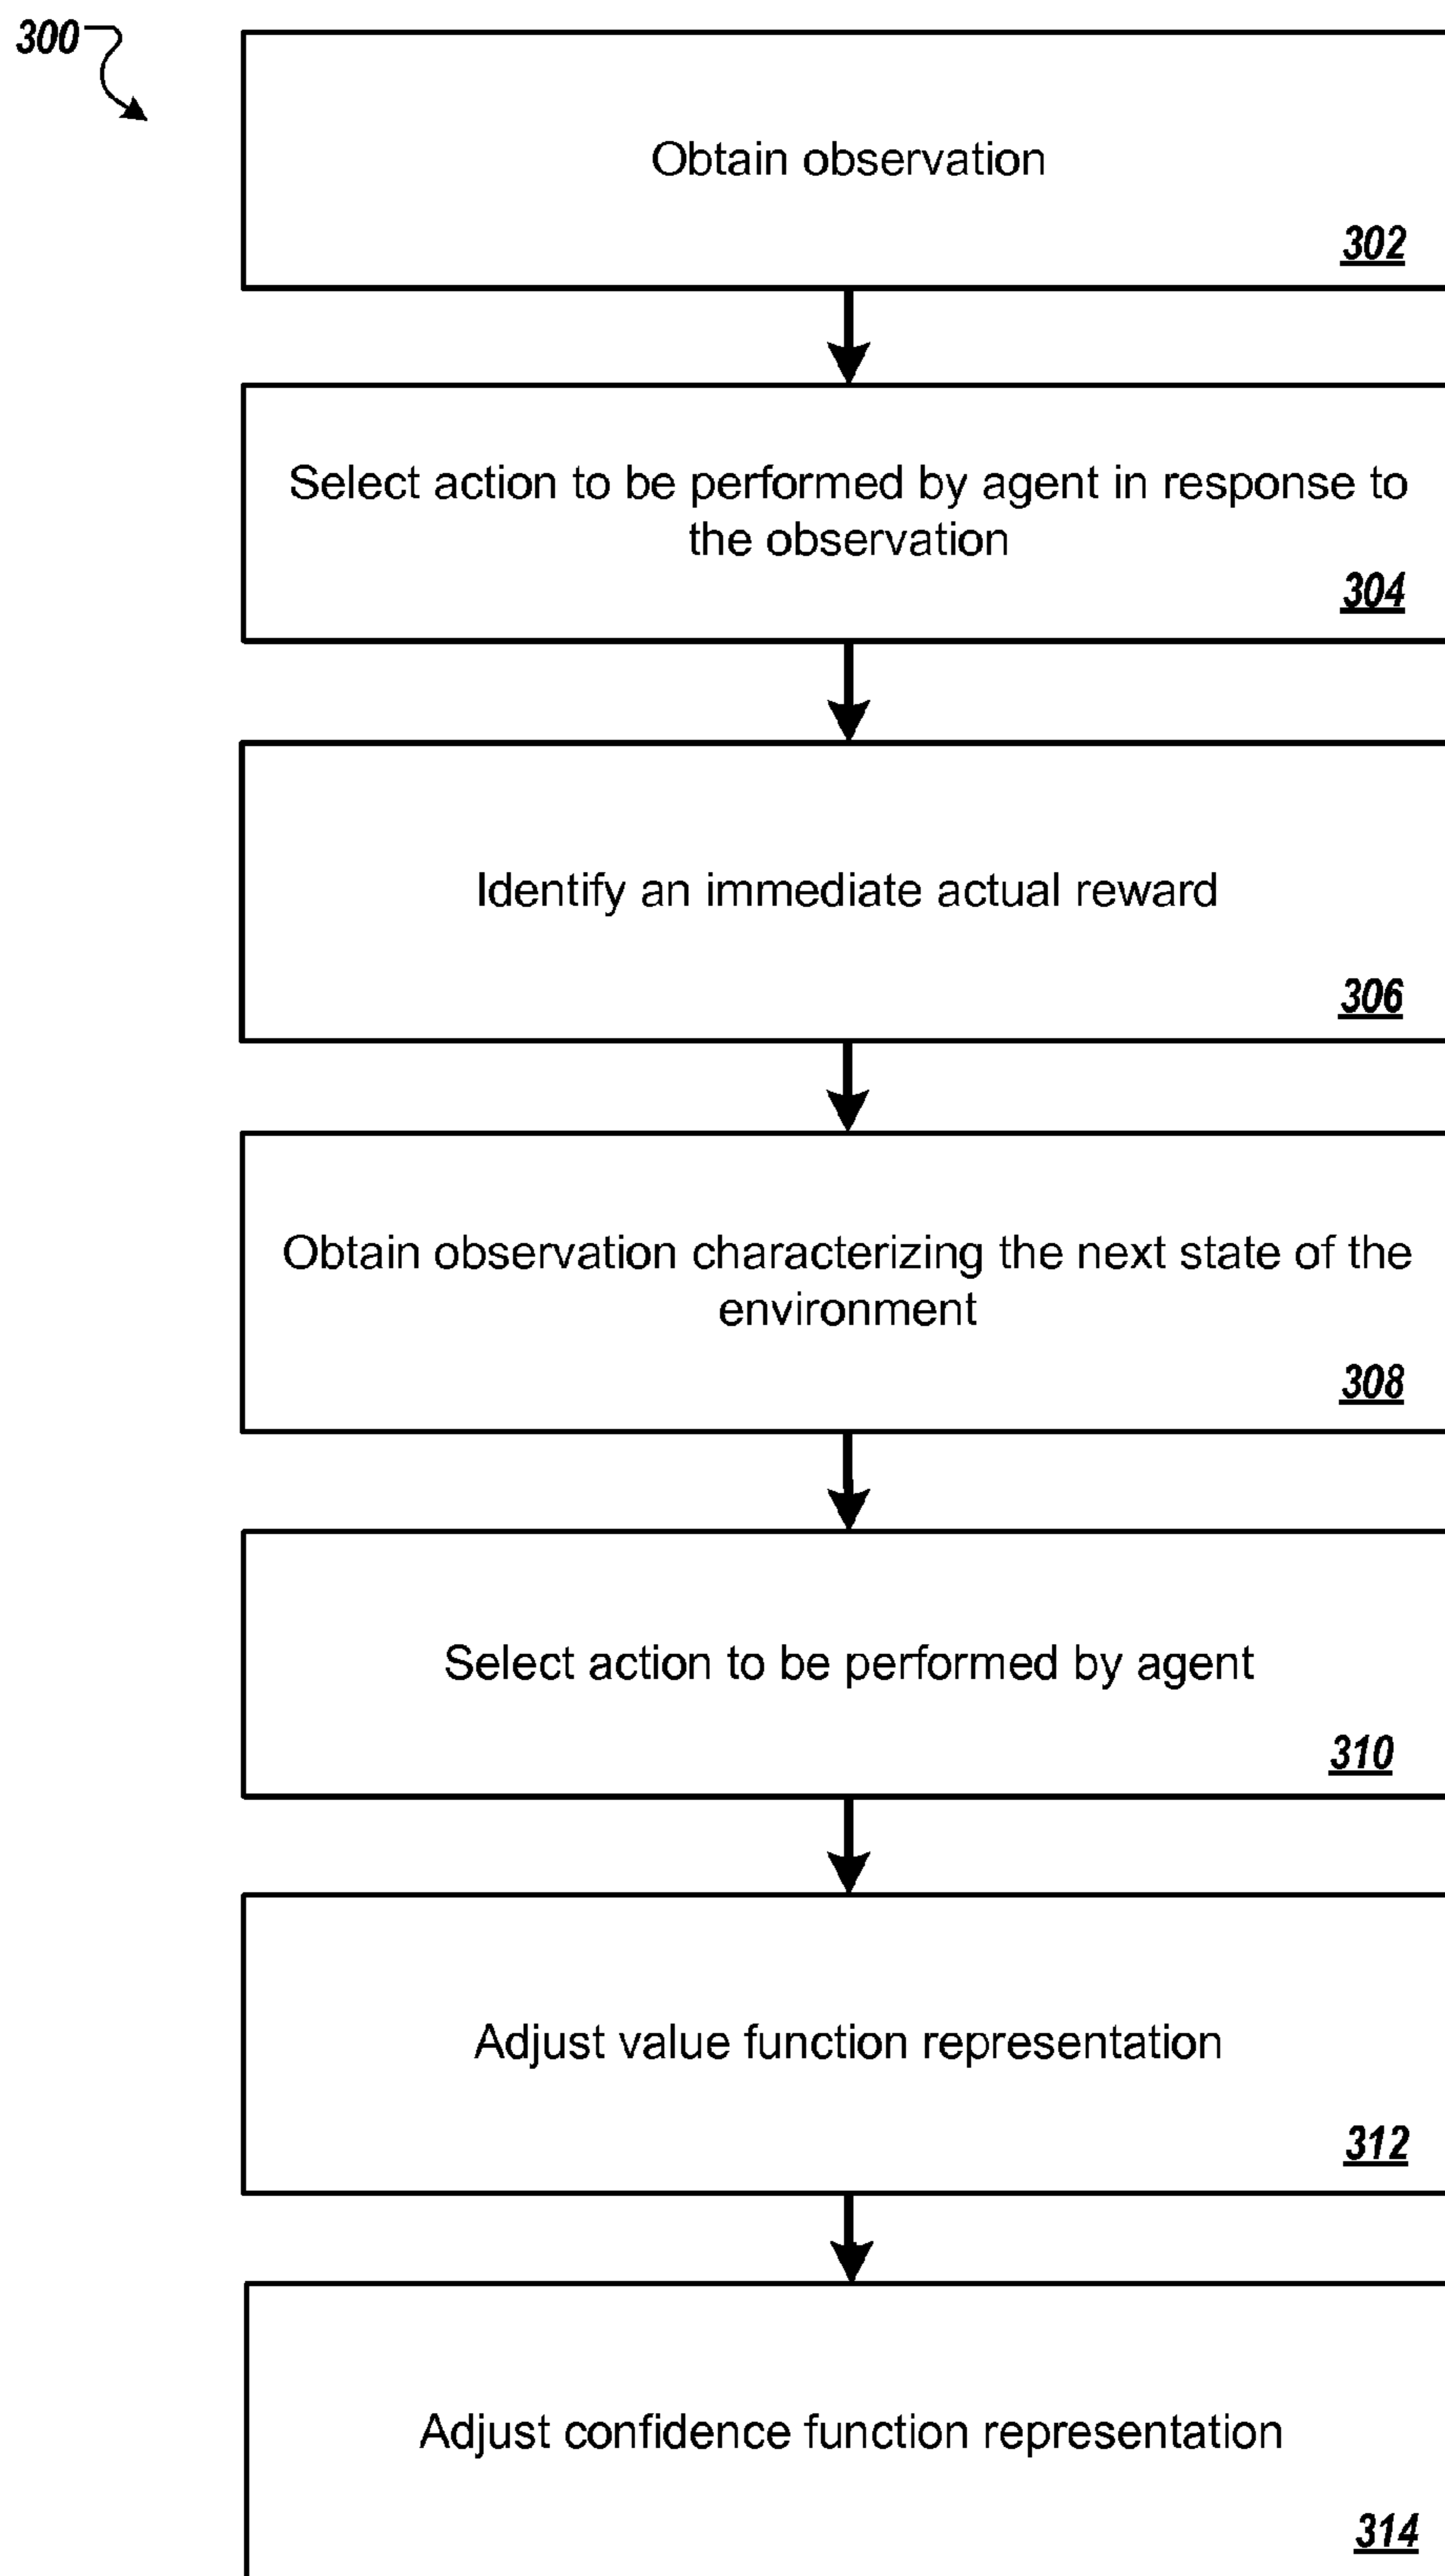 300
Obtain observation
302
Select action to be performed by agent in response to
the observation
304
Identify an immediate actual reward
306
Obtain observation characterizing the next state of the
environment
308
Select action to be performed by agent
310
Adjust value function representation
312
Adjust confidence function representation
314